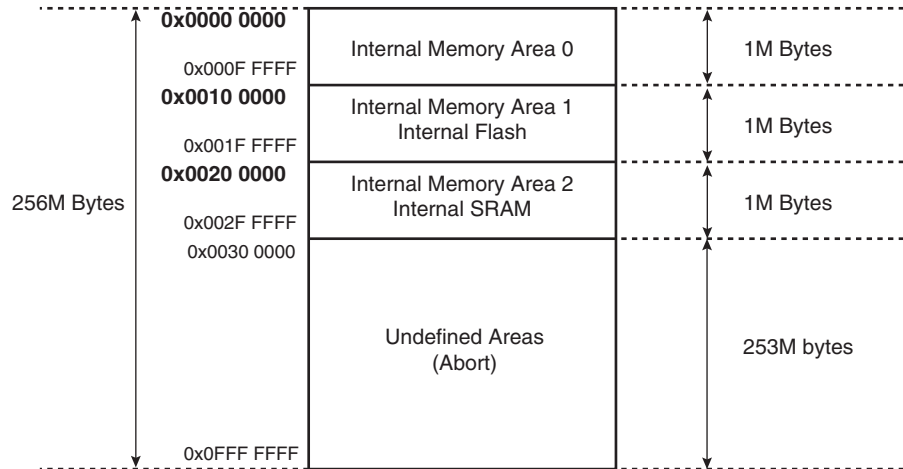 0x0000 0000
Internal Memory Area 0
1M Bytes
0x000F FFFF
0x0010 0000
Internal Memory Area 1
Internal Flash
1M Bytes
0x001F FFFF
0x0020 0000
Internal Memory Area 2
Internal SRAM
1M Bytes
256M Bytes
0x002F FFFF
0x0030 0000
Undefined Areas
(Abort)
253M bytes
0x0FFF FFFF